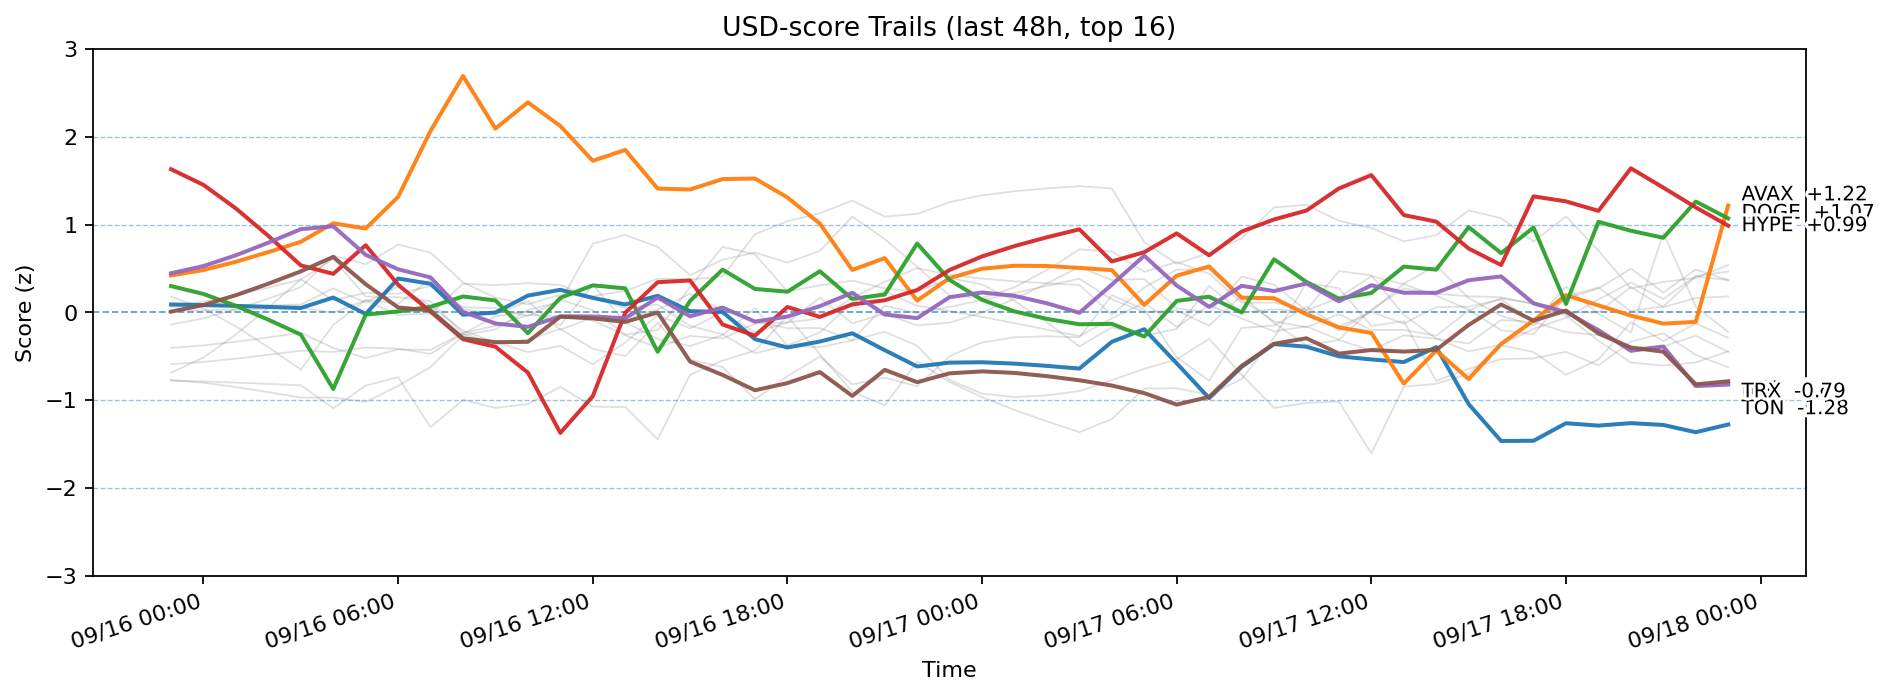 USD-score Trails (last 48h, top 16)
3
2
1
0
−1
−2
−3
Score (z)
AVAX +1.22
DOGE +1.07
HYPE +0.99
TRX -0.79
TON -1.28
09/16 00:00
09/16 06:00
09/16 12:00
09/16 18:00
09/17 00:00
09/17 06:00
09/17 12:00
09/17 18:00
09/18 00:00
Time